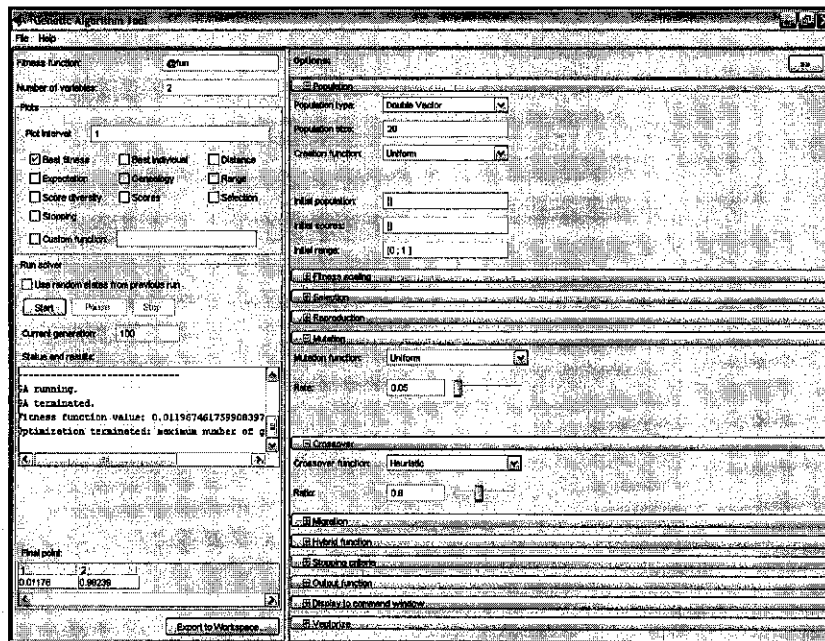 Genetic Algorithm Tool
File Help
Fitness function: @fun
Number of variables: 2
Plots
Plot interval: 1
Best fitness Best individual Distance
Expectation Genealogy Range
Score diversity Scores Selection
Stopping
Custom function:
Run solver
Use random states from previous run
Start Pause Stop
Current generation: 100
Status and results:
GA running.
GA terminated.
Fitness function value: 0.011967461759908397
Optimization terminated: maximum number of g
Final point:
1 2
0.01176 0.98239
Export to Workspace...
Options:
>>
Population
Population type: Double Vector
Population size: 20
Creation function: Uniform
Initial population: []
Initial scores: []
Initial range: [0 ; 1 ]
Fitness scaling
Selection
Reproduction
Mutation
Mutation function: Uniform
Rate: 0.05
Crossover
Crossover function: Heuristic
Ratio: 0.8
Migration
Hybrid function
Stopping criteria
Output function
Display to command window
Vectorize